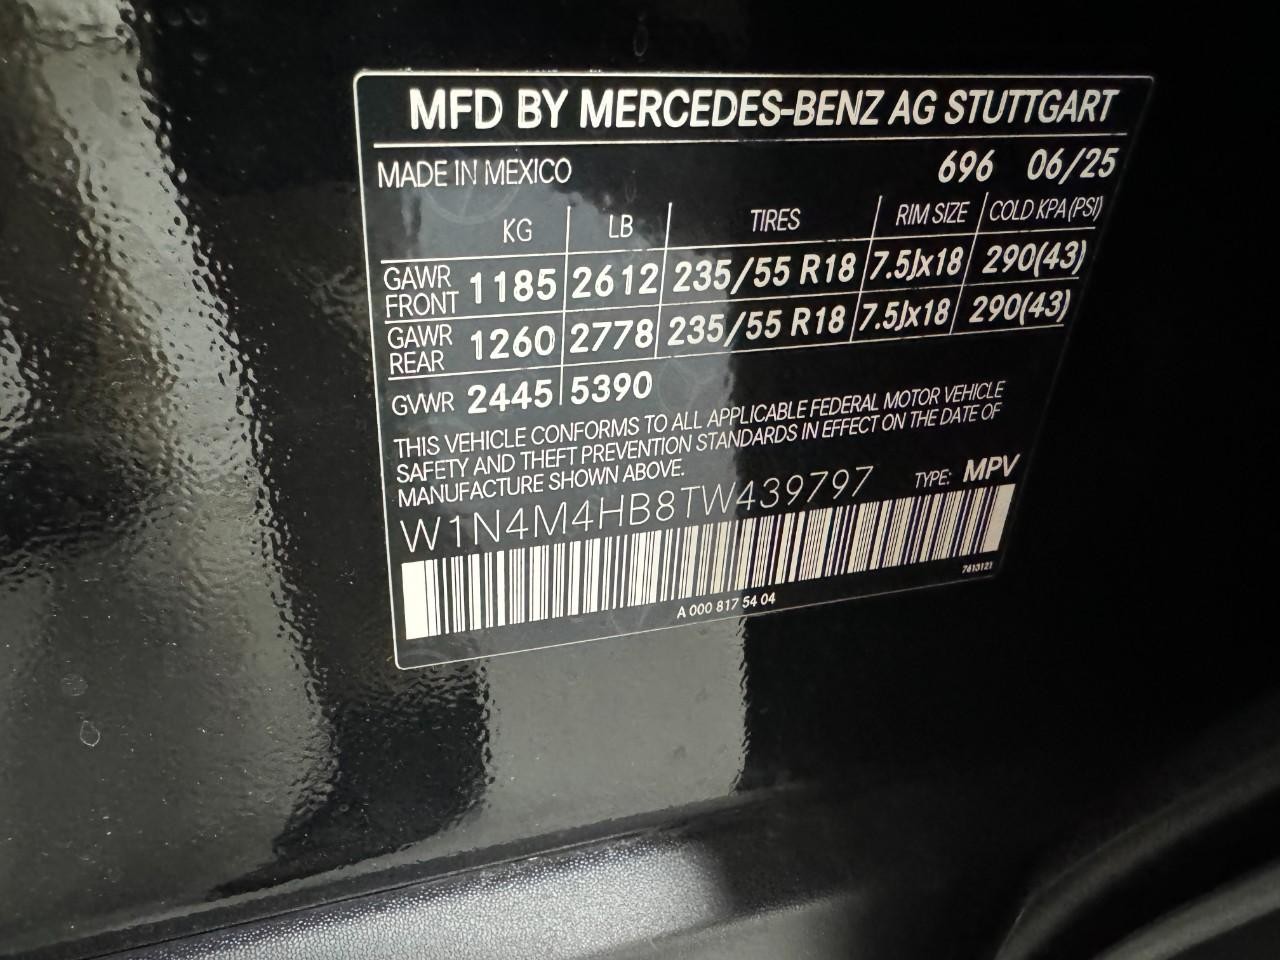 MFD BY MERCEDES-BENZ AG STUTTGART
MADE IN MEXICO 696 06/25
KG LB TIRES RIM SIZE COLD KPA (PSI)
GAWR FRONT 1185 2612 235/55 R18 7.5Jx18 290(43)
GAWR REAR 1260 2778 235/55 R18 7.5Jx18 290(43)
GVWR 2445 5390
THIS VEHICLE CONFORMS TO ALL APPLICABLE FEDERAL MOTOR VEHICLE
SAFETY AND THEFT PREVENTION STANDARDS IN EFFECT ON THE DATE OF
MANUFACTURE SHOWN ABOVE.
W1N4M4HB8TW439797 TYPE: MPV
7613121
A 000 817 54 04